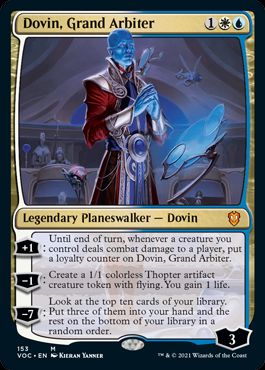 Dovin, Grand Arbiter 1
Legendary Planeswalker — Dovin
+1 Until end of turn, whenever a creature you
control deals combat damage to a player, put
a loyalty counter on Dovin, Grand Arbiter.
−1 : Create a 1/1 colorless Thopter artifact
creature token with flying. You gain 1 life.
Look at the top ten cards of your library.
−7 : Put three of them into your hand and the
rest on the bottom of your library in a
random order.
3
153 M
VOC • EN KIERAN YANNER
™ & © 2021 Wizards of the Coast